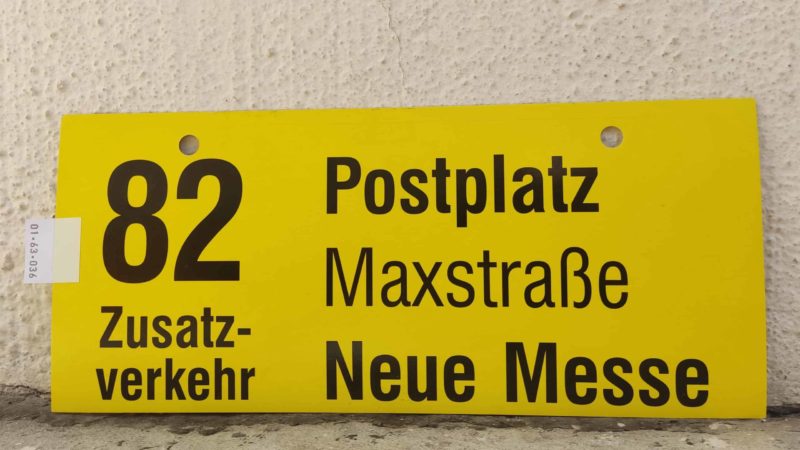 82
Zusatz-
verkehr
Postplatz
Maxstraße
Neue Messe
01•63•036